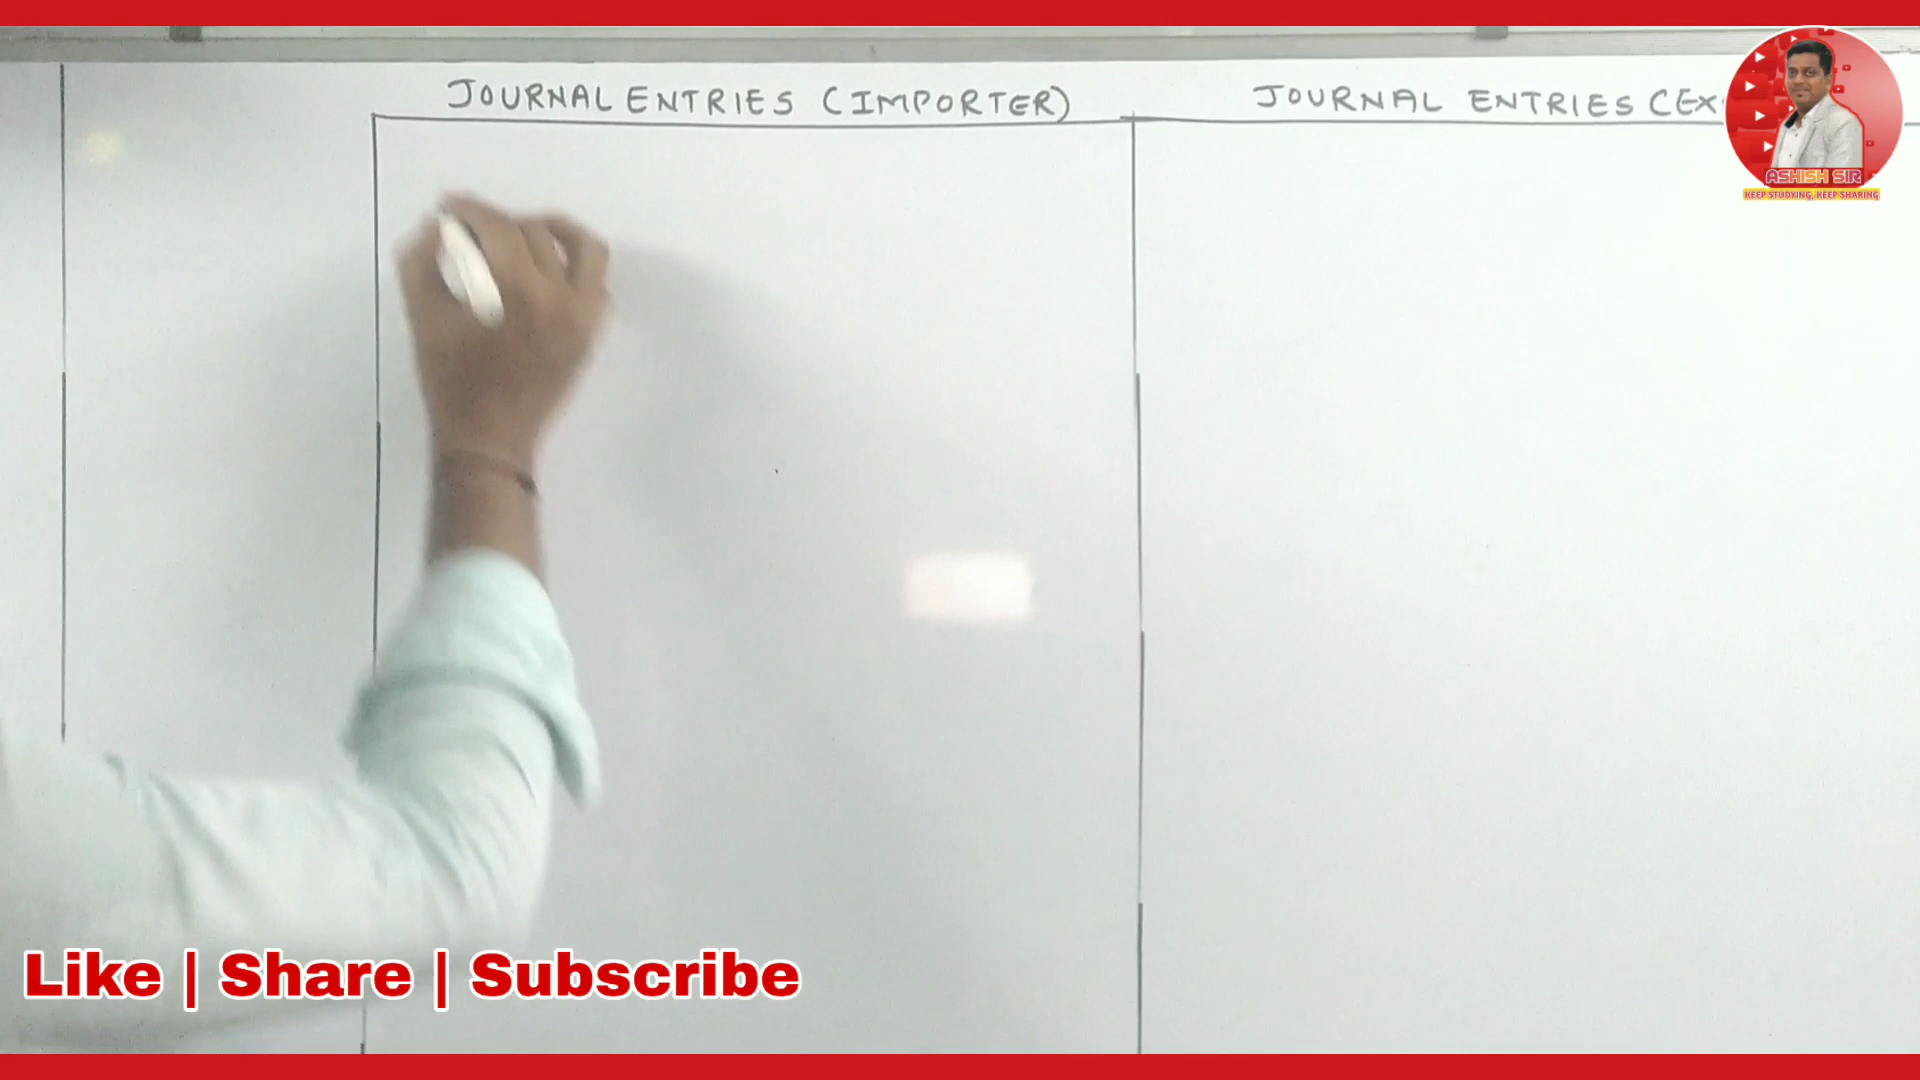 JOURNAL ENTRIES (IMPORTER)
JOURNAL ENTRIES (EX
ASHISH SIR
KEEP STUDYING, KEEP SHARING
Like | Share | Subscribe